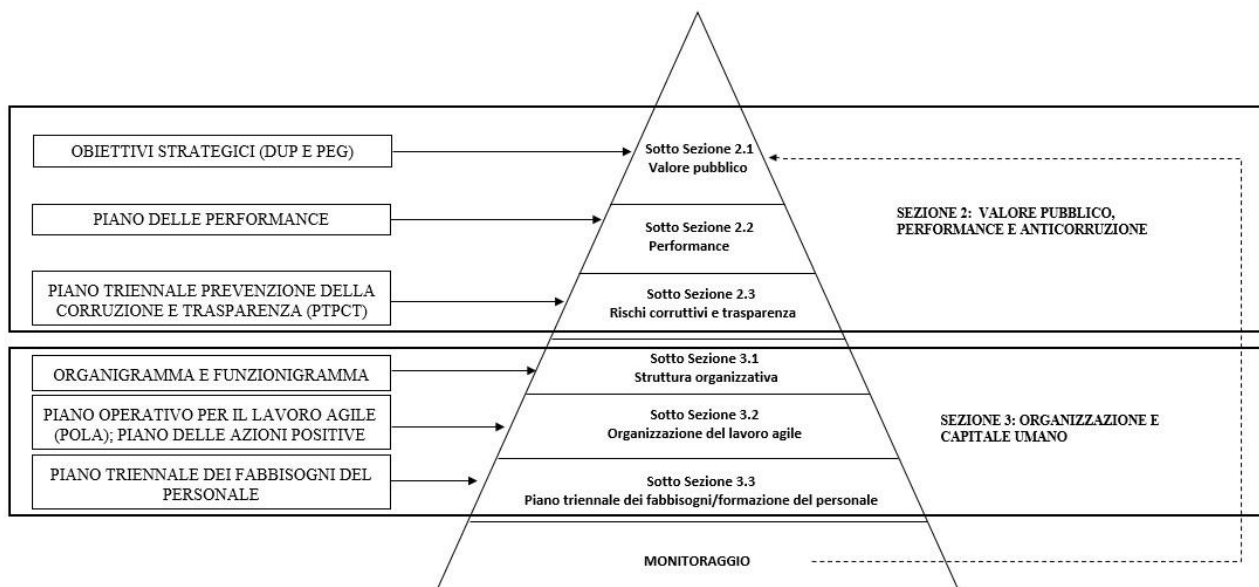 OBIETTIVI STRATEGICI (DUP E PEG)
Sotto Sezione 2.1
Valore pubblico
PIANO DELLE PERFORMANCE
Sotto Sezione 2.2
Performance
SEZIONE 2: VALORE PUBBLICO,
PERFORMANCE E ANTICORRUZIONE
PIANO TRIENNALE PREVENZIONE DELLA
CORRUZIONE E TRASPARENZA (PTPCT)
Sotto Sezione 2.3
Rischi corruttivi e trasparenza
ORGANIGRAMMA E FUNZIONIGRAMMA
Sotto Sezione 3.1
Struttura organizzativa
PIANO OPERATIVO PER IL LAVORO AGILE
(POLA); PIANO DELLE AZIONI POSITIVE
Sotto Sezione 3.2
Organizzazione del lavoro agile
SEZIONE 3: ORGANIZZAZIONE E
CAPITALE UMANO
PIANO TRIENNALE DEI FABBISOGNI DEL
PERSONALE
Sotto Sezione 3.3
Piano triennale dei fabbisogni/formazione del personale
MONITORAGGIO